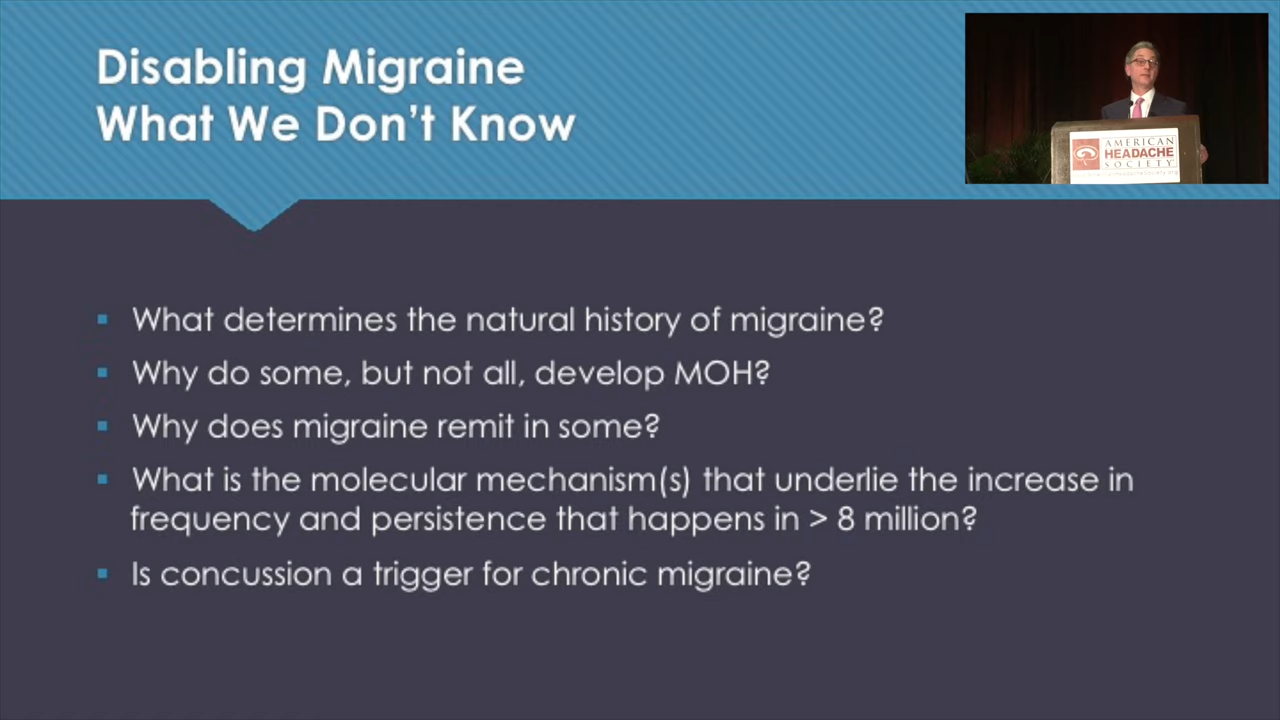 Disabling Migraine
What We Don't Know
AMERICAN
HEADACHE
SOCIETY
▪ What determines the natural history of migraine?
▪ Why do some, but not all, develop MOH?
▪ Why does migraine remit in some?
▪ What is the molecular mechanism(s) that underlie the increase in
frequency and persistence that happens in > 8 million?
▪ Is concussion a trigger for chronic migraine?